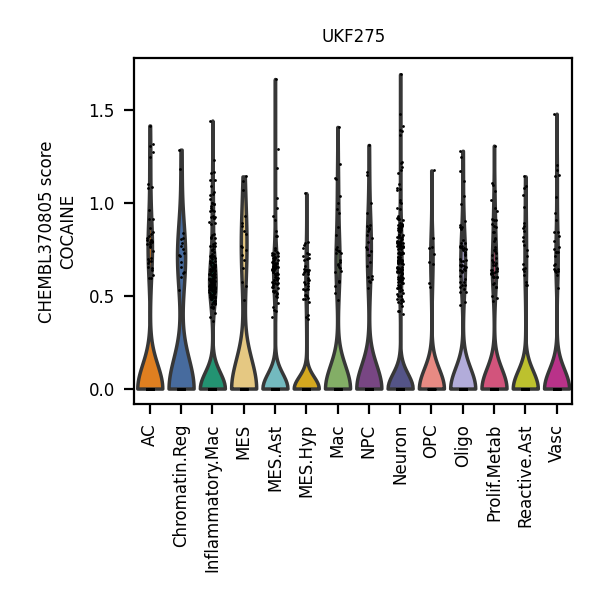 UKF275
CHEMBL370805 score
COCAINE
1.5
1.0
0.5
0.0
AC
Chromatin.Reg
Inflammatory.Mac
MES
MES.Ast
MES.Hyp
Mac
NPC
Neuron
OPC
Oligo
Prolif.Metab
Reactive.Ast
Vasc